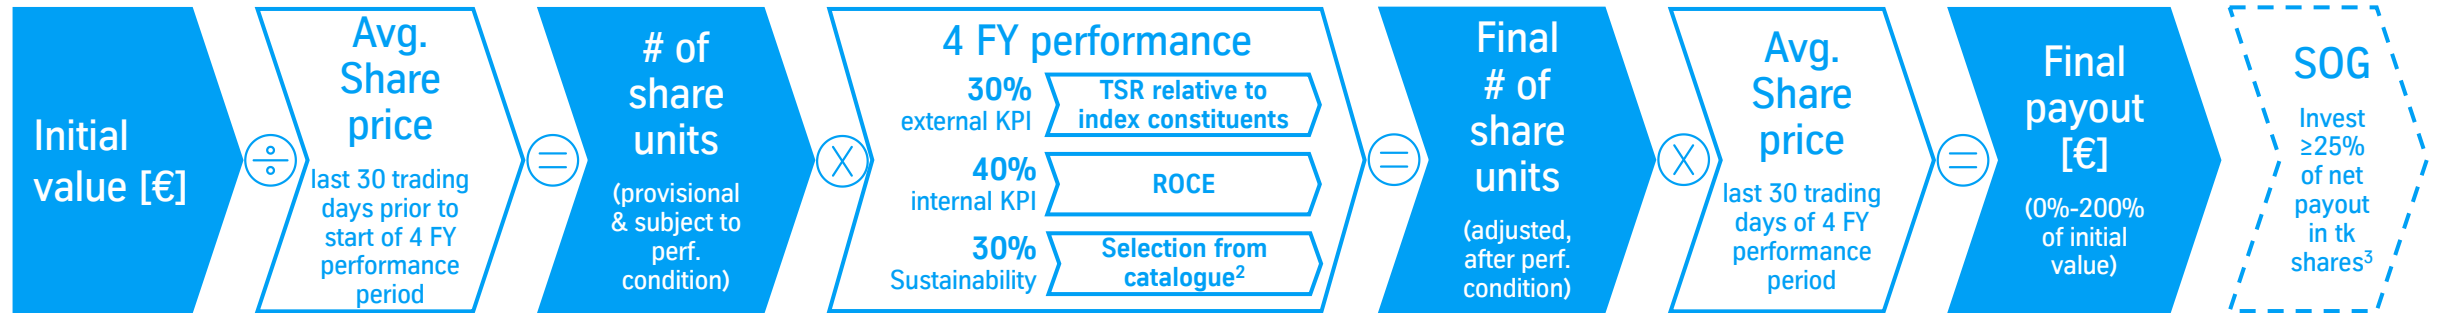 Initial
value [€]
÷
Avg.
Share
price
last 30 trading
days prior to
start of 4 FY
performance
period
=
# of
share
units
(provisional
& subject to
perf.
condition)
X
4 FY performance
30%
external KPI
TSR relative to
index constituents
40%
internal KPI
ROCE
30%
Sustainability
Selection from
catalogue2
=
Final
# of
share
units
(adjusted,
after perf.
condition)
X
Avg.
Share
price
last 30 trading
days of 4 FY
performance
period
=
Final
payout
[€]
(0%-200%
of initial
value)
SOG
Invest
≥25%
of net
payout
in tk
shares3